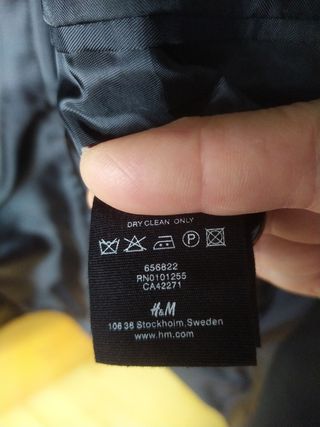 DRY CLEAN ONLY
P
656822
RN0101255
CA42271
H&M
106 38 Stockholm, Sweden
www.hm.com